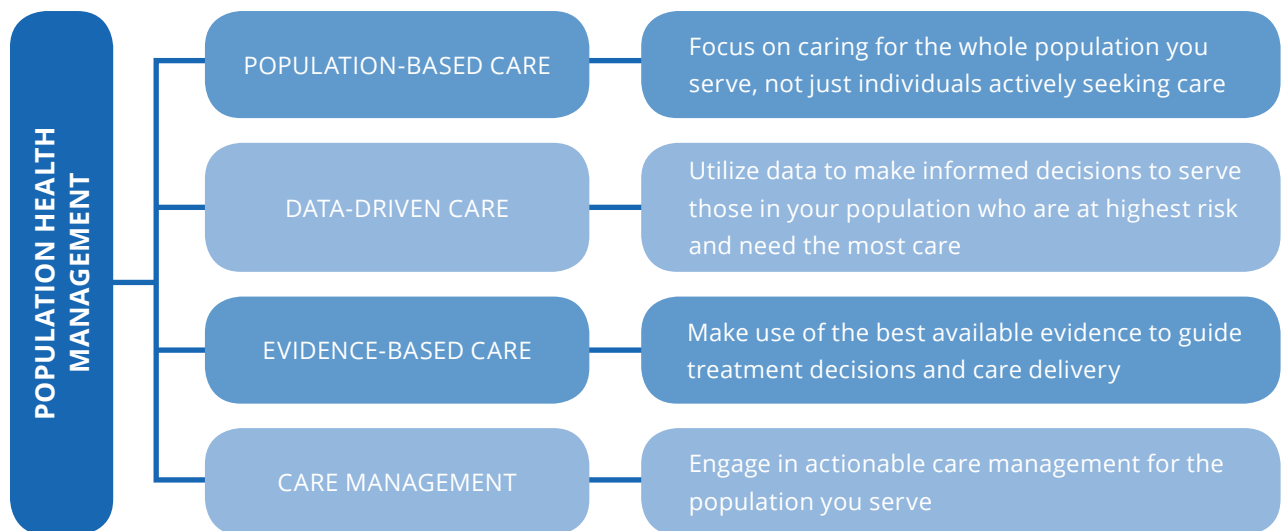 POPULATION HEALTH
MANAGEMENT
POPULATION-BASED CARE
Focus on caring for the whole population you
serve, not just individuals actively seeking care
DATA-DRIVEN CARE
Utilize data to make informed decisions to serve
those in your population who are at highest risk
and need the most care
EVIDENCE-BASED CARE
Make use of the best available evidence to guide
treatment decisions and care delivery
CARE MANAGEMENT
Engage in actionable care management for the
population you serve